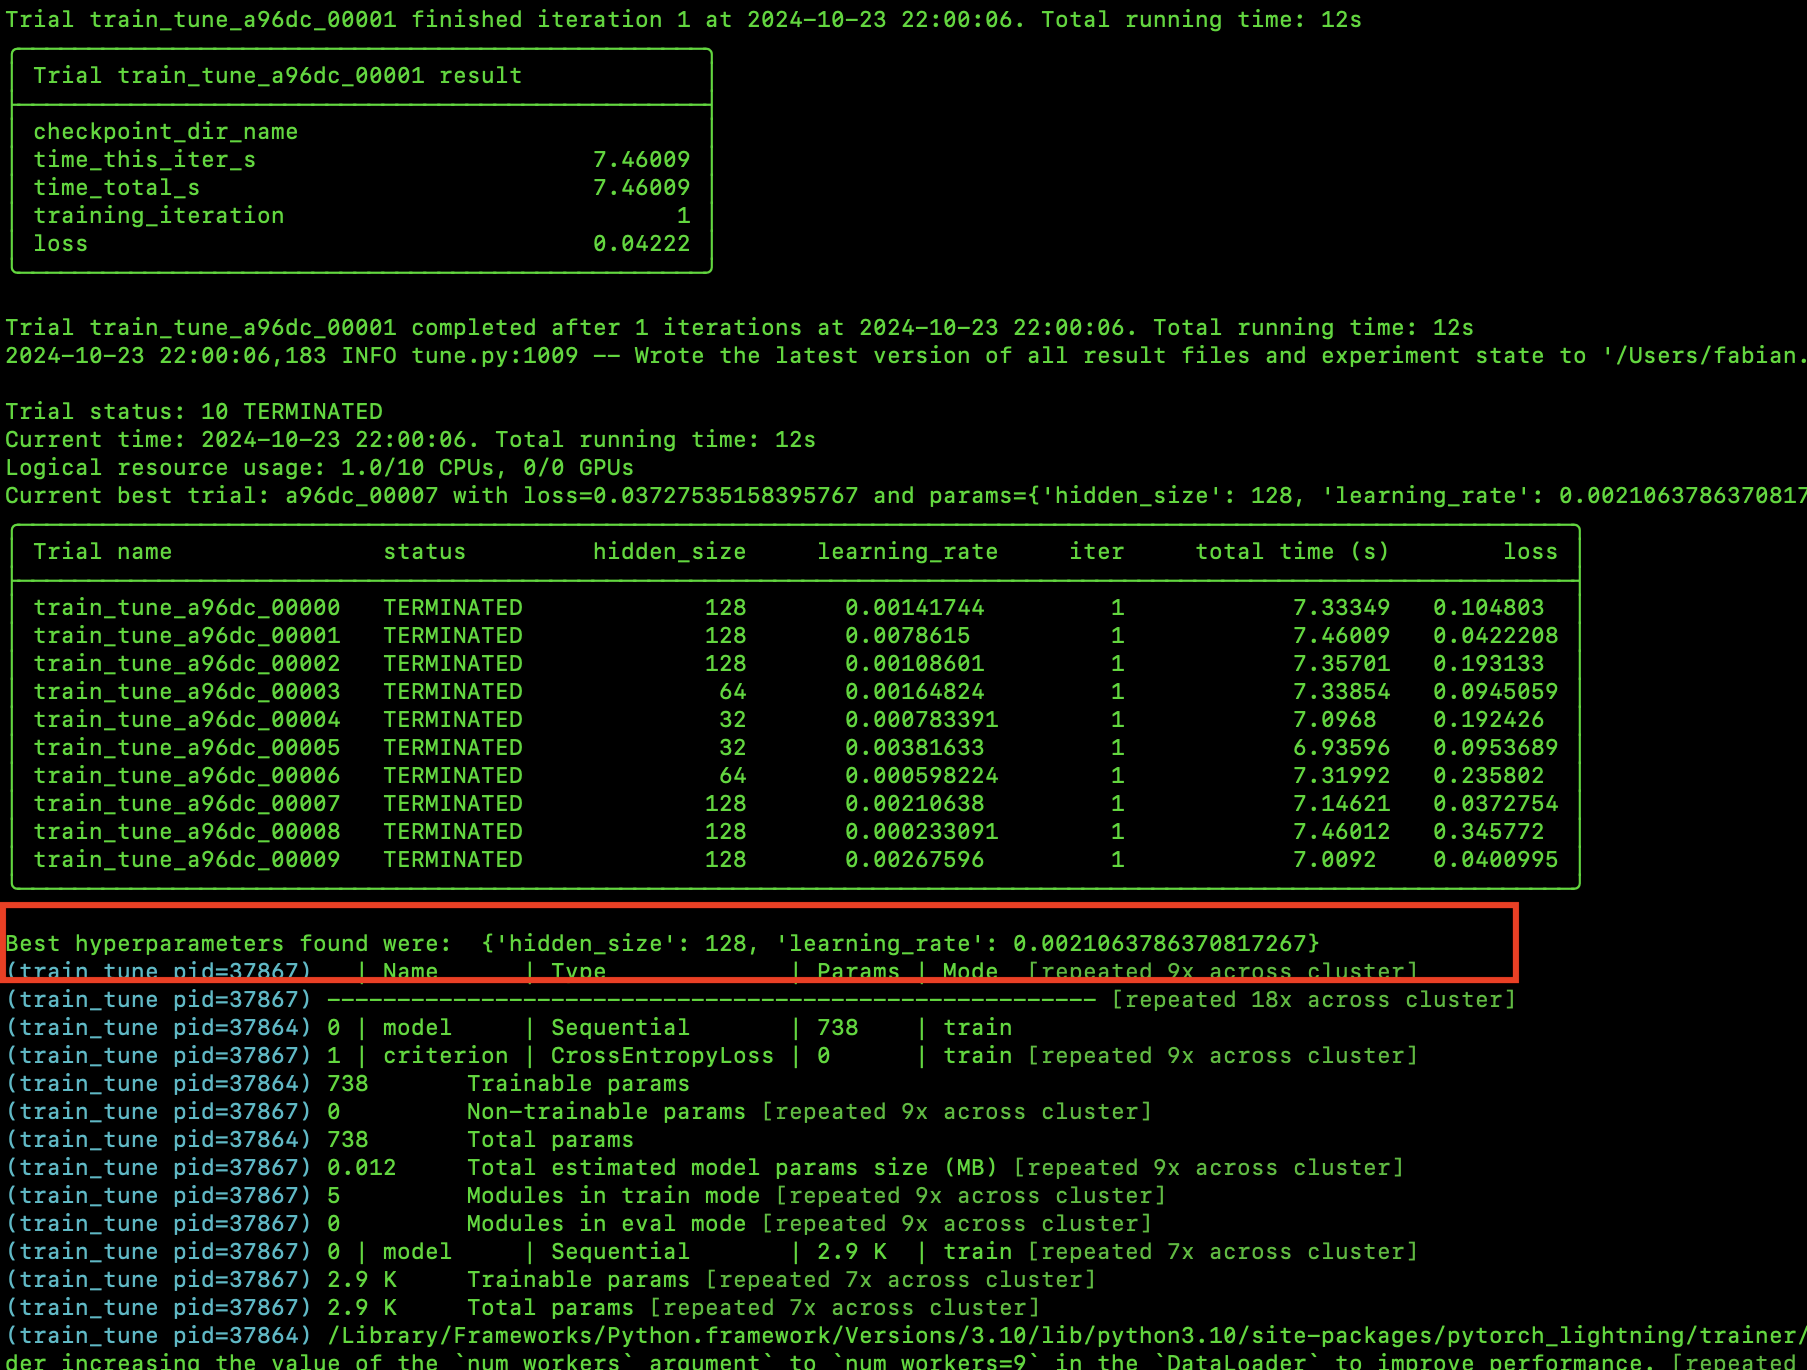 Trial train_tune_a96dc_00001 finished iteration 1 at 2024-10-23 22:00:06. Total running time: 12s
Trial train_tune_a96dc_00001 result
checkpoint_dir_name
time_this_iter_s 7.46009
time_total_s 7.46009
training_iteration 1
loss 0.04222
Trial train_tune_a96dc_00001 completed after 1 iterations at 2024-10-23 22:00:06. Total running time: 12s
2024-10-23 22:00:06,183 INFO tune.py:1009 -- Wrote the latest version of all result files and experiment state to '/Users/fabian.
Trial status: 10 TERMINATED
Current time: 2024-10-23 22:00:06. Total running time: 12s
Logical resource usage: 1.0/10 CPUs, 0/0 GPUs
Current best trial: a96dc_00007 with loss=0.03727535158395767 and params={'hidden_size': 128, 'learning_rate': 0.0021063786370817
Trial name status hidden_size learning_rate iter total time (s) loss
train_tune_a96dc_00000 TERMINATED 128 0.00141744 1 7.33349 0.104803
train_tune_a96dc_00001 TERMINATED 128 0.0078615 1 7.46009 0.0422208
train_tune_a96dc_00002 TERMINATED 128 0.00108601 1 7.35701 0.193133
train_tune_a96dc_00003 TERMINATED 64 0.00164824 1 7.33854 0.0945059
train_tune_a96dc_00004 TERMINATED 32 0.000783391 1 7.0968 0.192426
train_tune_a96dc_00005 TERMINATED 32 0.00381633 1 6.93596 0.0953689
train_tune_a96dc_00006 TERMINATED 64 0.000598224 1 7.31992 0.235802
train_tune_a96dc_00007 TERMINATED 128 0.00210638 1 7.14621 0.0372754
train_tune_a96dc_00008 TERMINATED 128 0.000233091 1 7.46012 0.345772
train_tune_a96dc_00009 TERMINATED 128 0.00267596 1 7.0092 0.0400995
Best hyperparameters found were:  {'hidden_size': 128, 'learning_rate': 0.0021063786370817267}
(train_tune pid=37867)   | Name      | Type             | Params | Mode  [repeated 9x across cluster]
(train_tune pid=37867) ------------------------------------------------------- [repeated 18x across cluster]
(train_tune pid=37864) 0 | model     | Sequential       | 738    | train
(train_tune pid=37864) 1 | criterion | CrossEntropyLoss | 0      | train [repeated 9x across cluster]
(train_tune pid=37864) 738       Trainable params
(train_tune pid=37864) 0         Non-trainable params [repeated 9x across cluster]
(train_tune pid=37864) 738       Total params
(train_tune pid=37864) 0.012     Total estimated model params size (MB) [repeated 9x across cluster]
(train_tune pid=37864) 5         Modules in train mode [repeated 9x across cluster]
(train_tune pid=37864) 0         Modules in eval mode [repeated 9x across cluster]
(train_tune pid=37867) 0 | model     | Sequential       | 2.9 K  | train [repeated 7x across cluster]
(train_tune pid=37867) 2.9 K     Trainable params [repeated 7x across cluster]
(train_tune pid=37867) 2.9 K     Total params [repeated 7x across cluster]
(train_tune pid=37864) /Library/Frameworks/Python.framework/Versions/3.10/lib/python3.10/site-packages/pytorch_lightning/trainer/
der increasing the value of the `num_workers` argument` to `num_workers=9` in the `DataLoader` to improve performance. [repeated